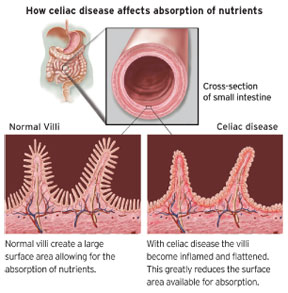 How celiac disease affects absorption of nutrients
Cross-section
of small intestine
Normal Villi
Celiac disease
Normal villi create a large
surface area allowing for the
absorption of nutrients.
With celiac disease the villi
become inflamed and flattened.
This greatly reduces the surface
area available for absorption.